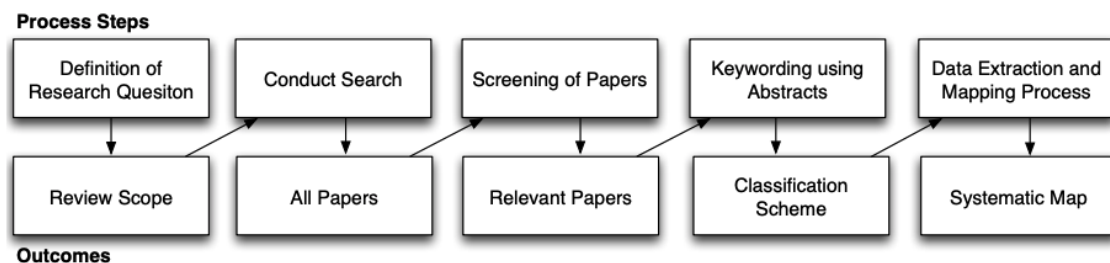 Process Steps
Definition of
Research Quesiton
Conduct Search
Screening of Papers
Keywording using
Abstracts
Data Extraction and
Mapping Process
Review Scope
All Papers
Relevant Papers
Classification
Scheme
Systematic Map
Outcomes